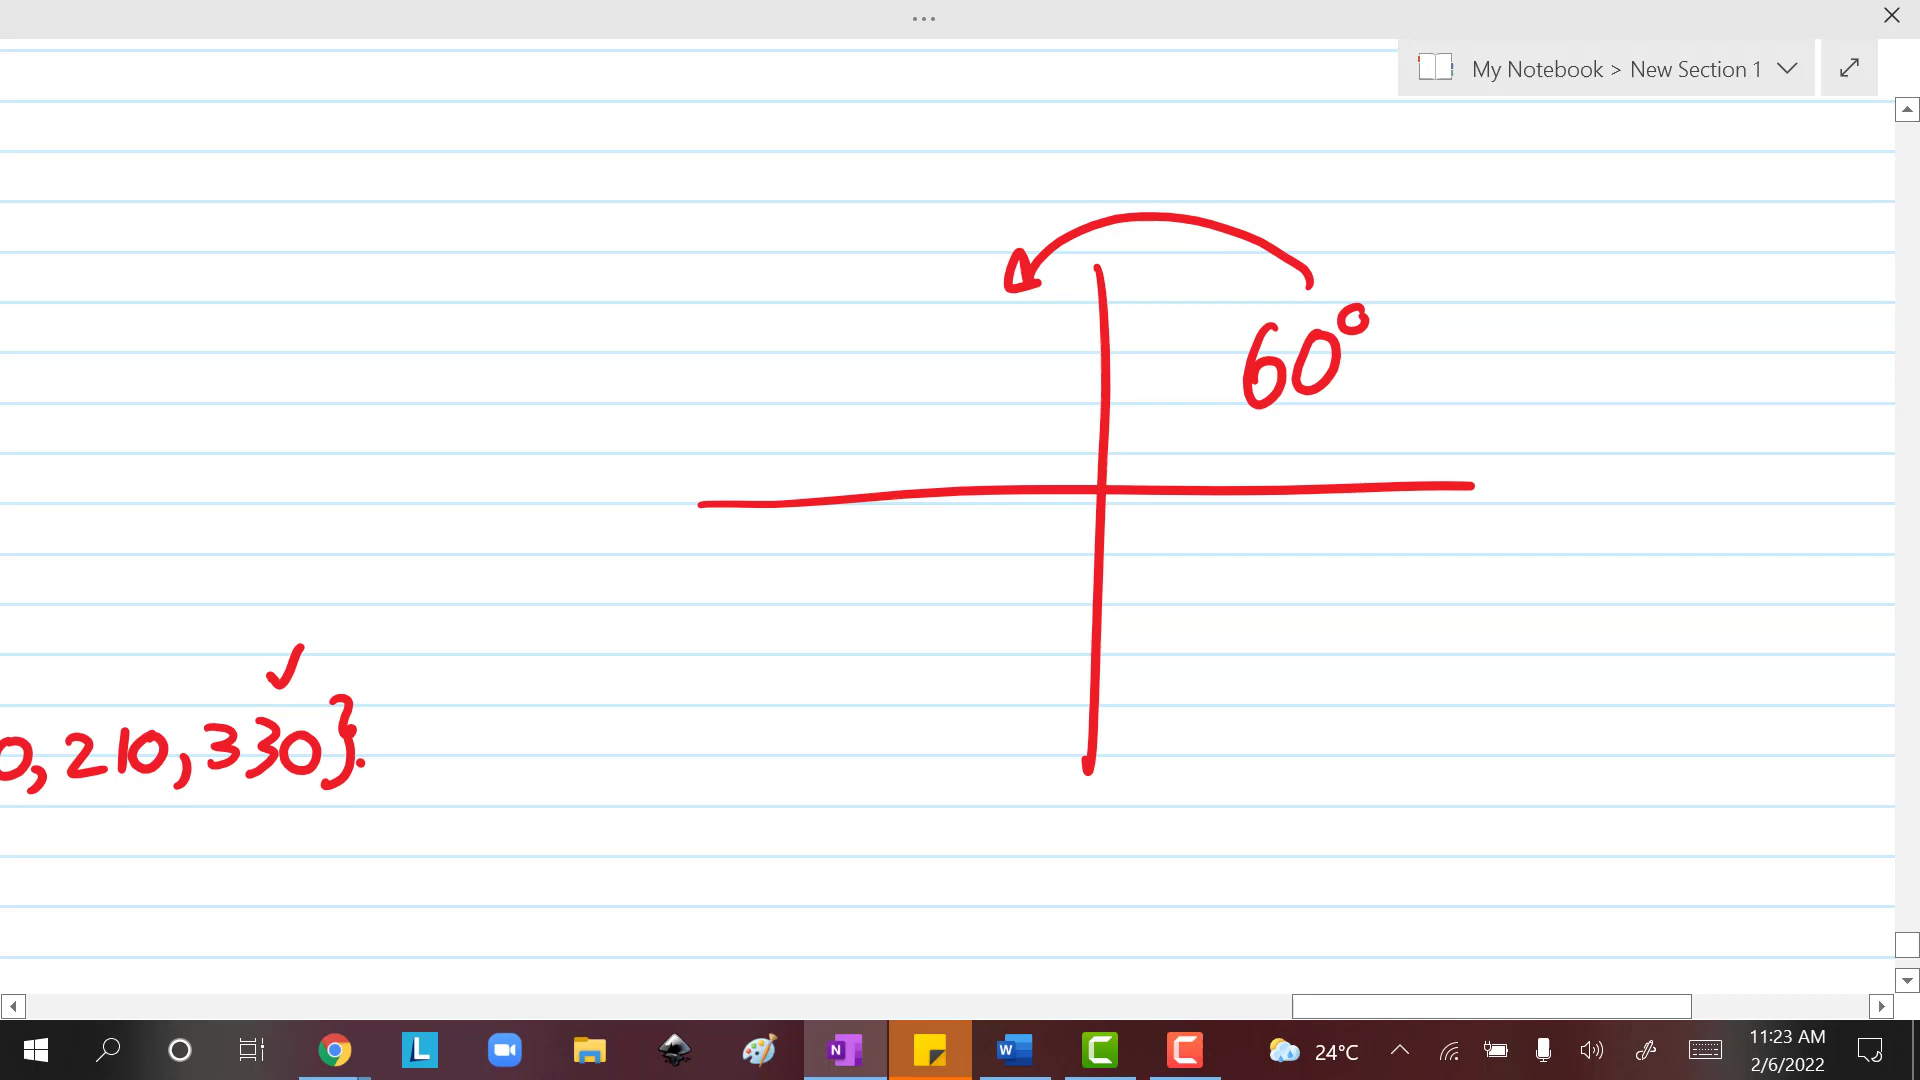 My Notebook > New Section 1
60°
0, 210, 330}.
24°C
11:23 AM
2/6/2022